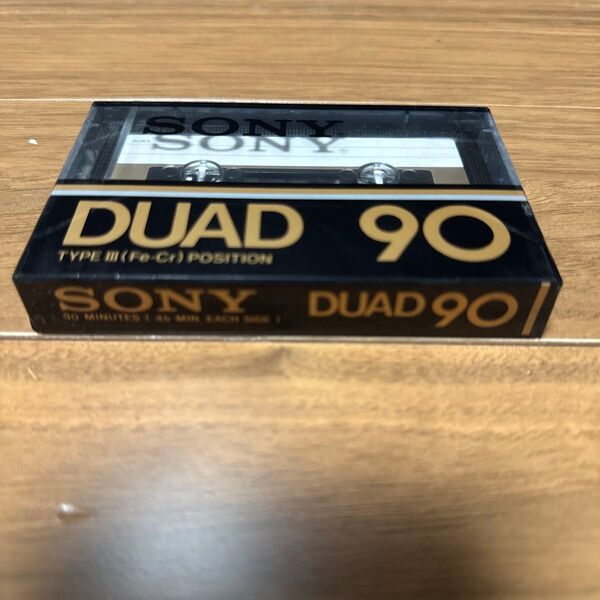 SONY
INDEX
SONY
DUAD 90
TYPE III (Fe-Cr) POSITION
SONY DUAD 90
90 MINUTES ( 45 MIN. EACH SIDE )